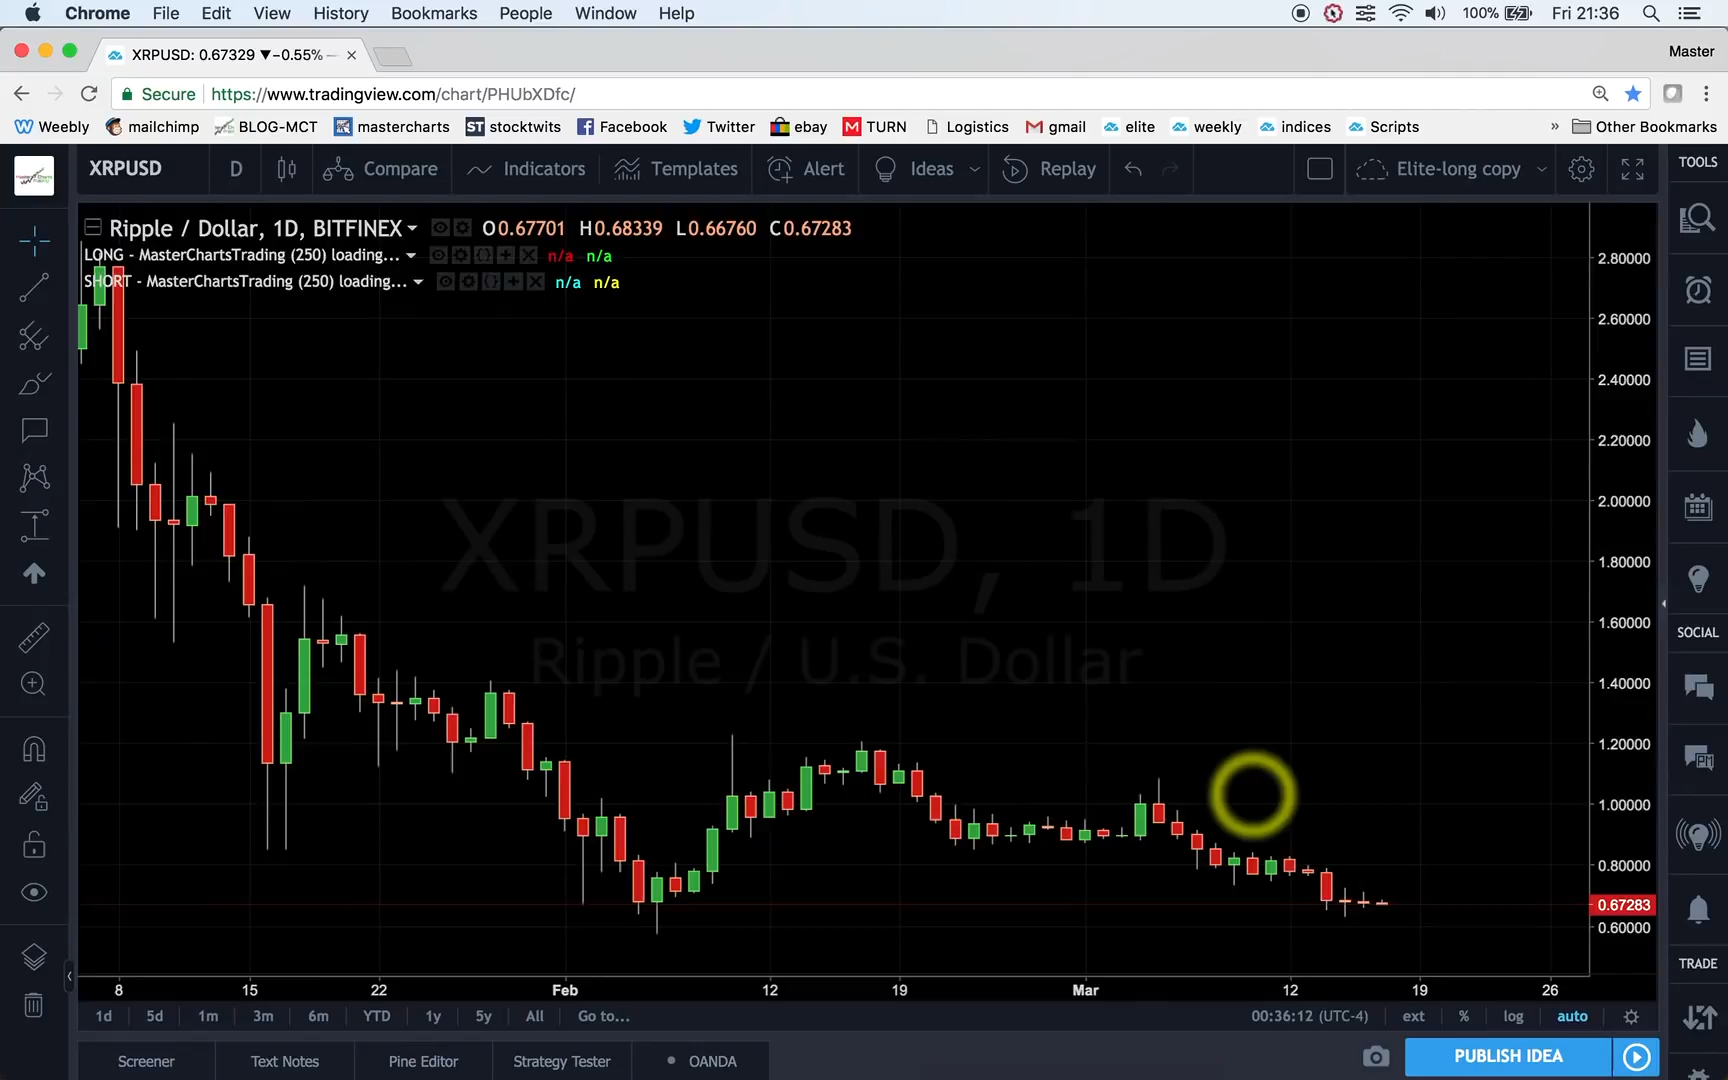 Chrome File Edit View History Bookmarks People Window Help 100% Fri 21:36
XRPUSD: 0.67329 ▼−0.55% — Master
Secure https://www.tradingview.com/chart/PHUbXDfc/
Weebly mailchimp BLOG-MCT mastercharts ST stocktwits Facebook Twitter ebay M TURN Logistics gmail elite weekly indices Scripts » Other Bookmarks
XRPUSD D Compare Indicators Templates Alert Ideas Replay Elite-long copy TOOLS
Ripple / Dollar, 1D, BITFINEX O0.67701 H0.68339 L0.66760 C0.67283
LONG - MasterChartsTrading (250) loading... n/a n/a
SHORT - MasterChartsTrading (250) loading... n/a n/a
2.80000
2.60000
2.40000
2.20000
2.00000
XRPUSD, 1D
1.80000
1.60000
SOCIAL
Ripple / U.S. Dollar
1.40000
1.20000
1.00000
0.80000
0.67283
0.60000
TRADE
8 15 22 Feb 12 19 Mar 12 19 26
1d 5d 1m 3m 6m YTD 1y 5y All Go to... 00:36:12 (UTC-4) ext % log auto
Screener Text Notes Pine Editor Strategy Tester OANDA PUBLISH IDEA